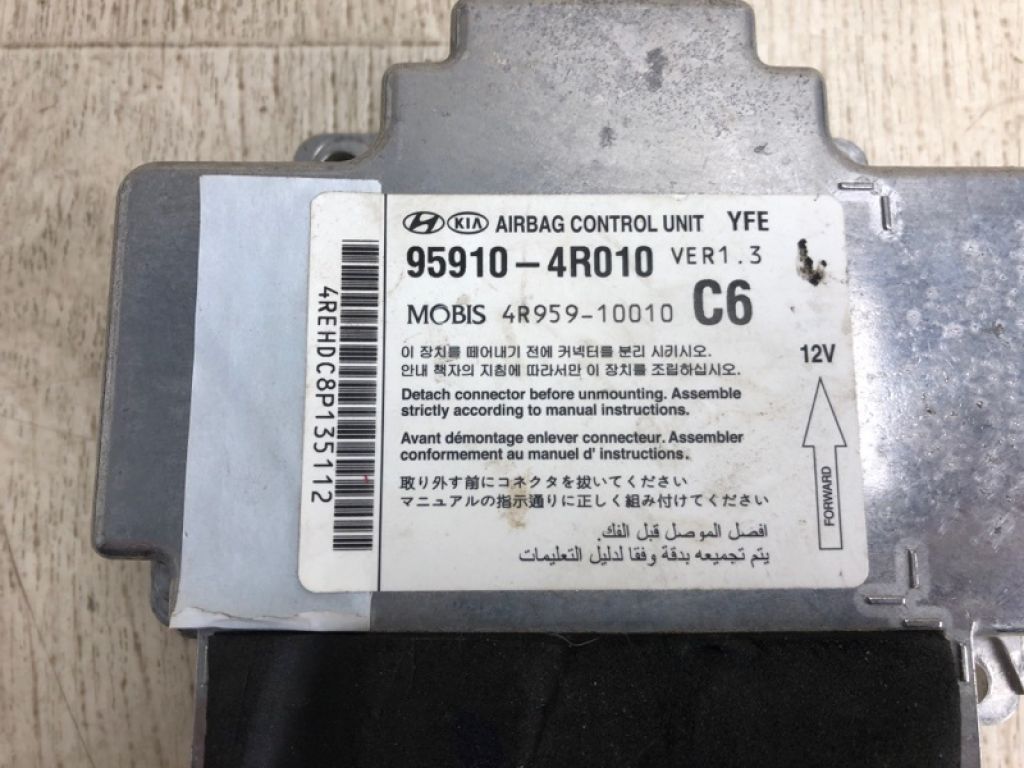 KIA AIRBAG CONTROL UNIT YFE
95910-4R010 VER1.3
MOBIS 4R959-10010 C6
이 장치를 떼어내기 전에 커넥터를 분리 시키시오.
안내 책자의 지침에 따라서만 이 장치를 조립하십시오.
Detach connector before unmounting. Assemble
strictly according to manual instructions.
Avant démontage enlever connecteur. Assembler
conformement au manuel d' instructions.
取り外す前にコネクタを抜いてください
マニュアルの指示通りに正しく組み付けてください
افصل الموصل قبل الفك.
يتم تجميعه بدقة وفقا لدليل التعليمات
12V
FORWARD
4REHDC8P135112